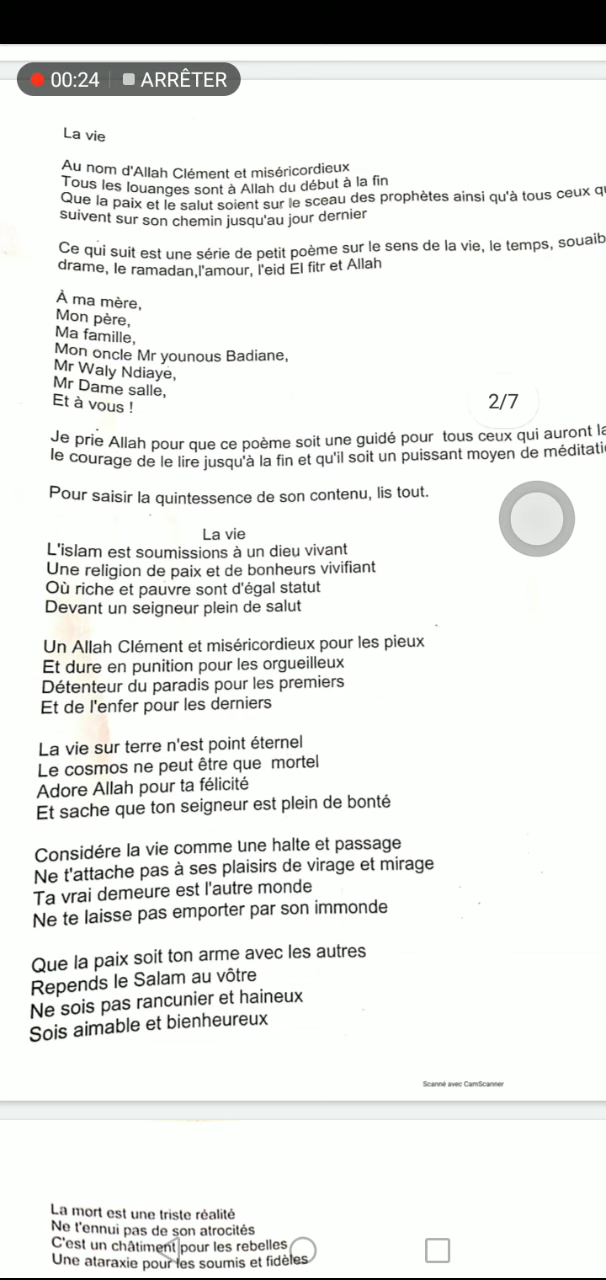 00:24 ARRÊTER
La vie
Au nom d'Allah Clément et miséricordieux
Tous les louanges sont à Allah du début à la fin
Que la paix et le salut soient sur le sceau des prophètes ainsi qu'à tous ceux
suivent sur son chemin jusqu'au jour dernier
Ce qui suit est une série de petit poème sur le sens de la vie, le temps, souaib
drame, le ramadan,l'amour, l'eid El fitr et Allah
À ma mère,
Mon père,
Ma famille,
Mon oncle Mr younous Badiane,
Mr Waly Ndiaye,
Mr Dame salle,
Et à vous !
2/7
Je prie Allah pour que ce poème soit une guidé pour tous ceux qui auront
le courage de le lire jusqu'à la fin et qu'il soit un puissant moyen de
Pour saisir la quintessence de son contenu, lis tout.
La vie
L'islam est soumissions à un dieu vivant
Une religion de paix et de bonheurs vivifiant
Où riche et pauvre sont d'égal statut
Devant un seigneur plein de salut
Un Allah Clément et miséricordieux pour les pieux
Et dure en punition pour les orgueilleux
Détenteur du paradis pour les premiers
Et de l'enfer pour les derniers
La vie sur terre n'est point éternel
Le cosmos ne peut être que mortel
Adore Allah pour ta félicité
Et sache que ton seigneur est plein de bonté
Considére la vie comme une halte et passage
Ne t'attache pas à ses plaisirs de virage et mirage
Ta vrai demeure est l'autre monde
Ne te laisse pas emporter par son immonde
Que la paix soit ton arme avec les autres
Repends le Salam au vôtre
Ne sois pas rancunier et haineux
Sois aimable et bienheureux
Scanné avec CamScanner
La mort est une triste réalité
Ne t'ennui pas de son atrocités
C'est un châtiment pour les rebelles
Une ataraxie pour les soumis et fidèles